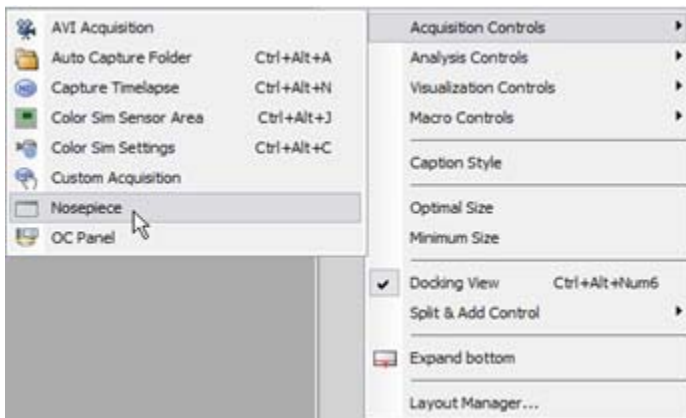 AVI Acquisition
Auto Capture Folder Ctrl+Alt+A
Capture Timelapse Ctrl+Alt+N
Color Sim Sensor Area Ctrl+Alt+J
Color Sim Settings Ctrl+Alt+C
Custom Acquisition
Nosepiece
OC Panel
Acquisition Controls
Analysis Controls
Visualization Controls
Macro Controls
Caption Style
Optimal Size
Minimum Size
Docking View Ctrl+Alt+Num6
Split & Add Control
Expand bottom
Layout Manager...